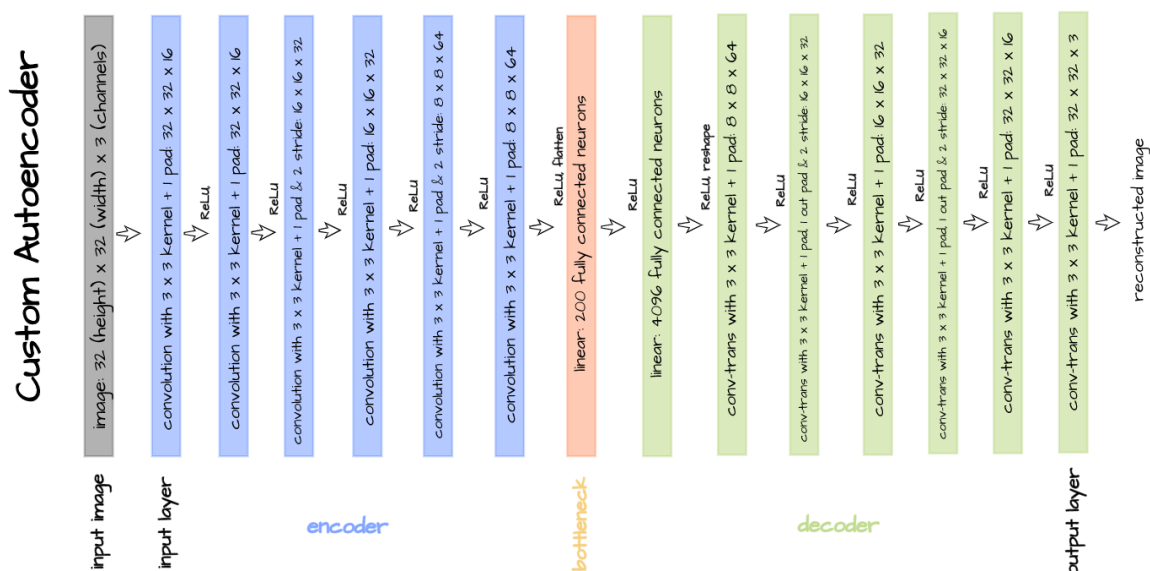 Custom Autoencoder
image: 32 (height) x 32 (width) x 3 (channels)
convolution with 3 x 3 kernel + 1 pad: 32 x 32 x 16
ReLU,
convolution with 3 x 3 kernel + 1 pad: 32 x 32 x 16
ReLU
convolution with 3 x 3 kernel + 1 pad & 2 stride: 16 x 16 x 32
ReLU
convolution with 3 x 3 kernel + 1 pad: 16 x 16 x 32
ReLU
convolution with 3 x 3 kernel + 1 pad & 2 stride: 8 x 8 x 64
ReLU
convolution with 3 x 3 kernel + 1 pad: 8 x 8 x 64
ReLU, flatten
linear: 200 fully connected neurons
ReLU
linear: 4096 fully connected neurons
ReLU, reshape
conv-trans with 3 x 3 kernel + 1 pad: 8 x 8 x 64
ReLU
conv-trans with 3 x 3 kernel + 1 pad, 1 out pad & 2 stride: 16 x 16 x 32
ReLU
conv-trans with 3 x 3 kernel + 1 pad: 16 x 16 x 32
ReLU
conv-trans with 3 x 3 kernel + 1 pad, 1 out pad & 2 stride: 32 x 32 x 16
ReLU
conv-trans with 3 x 3 kernel + 1 pad: 32 x 32 x 16
ReLU
conv-trans with 3 x 3 kernel + 1 pad: 32 x 32 x 3
reconstructed image
input image
input layer
encoder
bottleneck
decoder
output layer